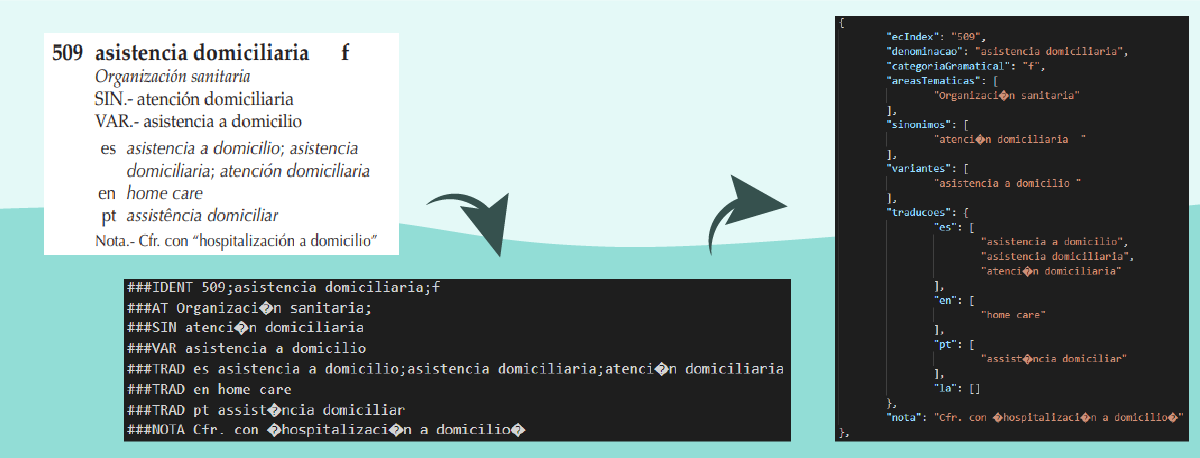 509 asistencia domiciliaria f
Organización sanitaria
SIN.- atención domiciliaria
VAR.- asistencia a domicilio
es asistencia a domicilio; asistencia
domiciliaria; atención domiciliaria
en home care
pt assistência domiciliar
Nota.- Cfr. con “hospitalización a domicilio”
###IDENT 509;asistencia domiciliaria;f
###AT Organizaci�n sanitaria;
###SIN atenci�n domiciliaria
###VAR asistencia a domicilio
###TRAD es asistencia a domicilio;asistencia domiciliaria;atenci�n domiciliaria
###TRAD en home care
###TRAD pt assist�ncia domiciliar
###NOTA Cfr. con �hospitalizaci�n a domicilio�
{
"ecIndex": "509",
"denominacao": "asistencia domiciliaria",
"categoriaGramatical": "f",
"areasTematicas": [
"Organizaci�n sanitaria"
],
"sinonimos": [
"atenci�n domiciliaria  "
],
"variantes": [
"asistencia a domicilio "
],
"traducoes": {
"es": [
"asistencia a domicilio",
"asistencia domiciliaria",
"atenci�n domiciliaria"
],
"en": [
"home care"
],
"pt": [
"assist�ncia domiciliar"
],
"la": []
},
"nota": "Cfr. con �hospitalizaci�n a domicilio�"
},